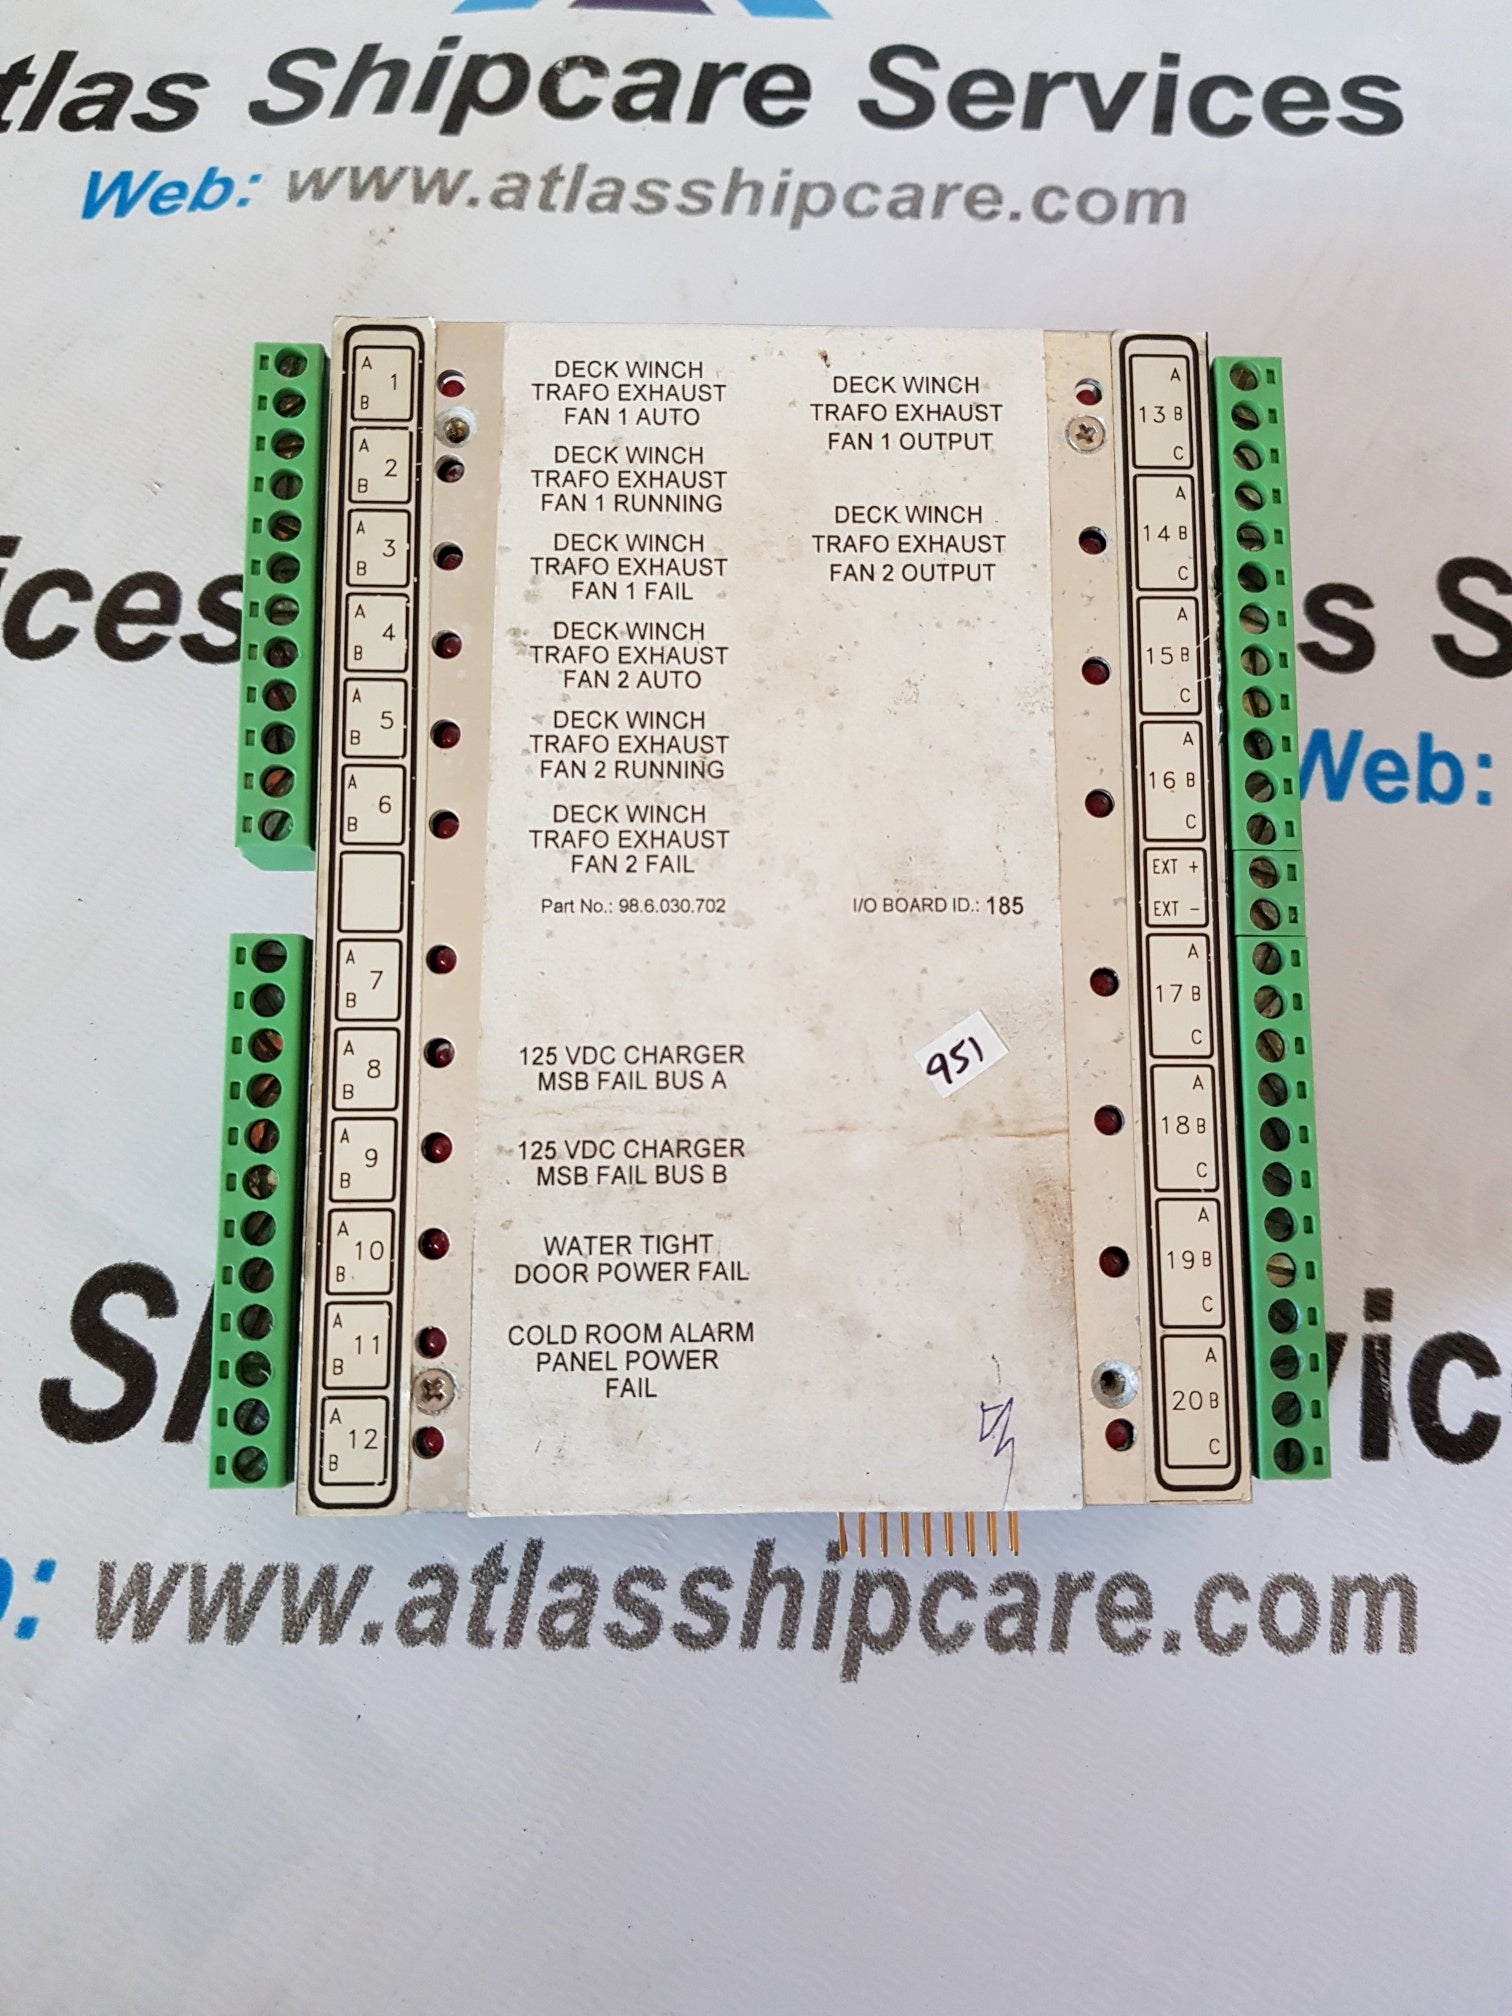 tlas Shipcare Services
Web: www.atlasshipcare.com
ices
s S
Web:
S
vic
www.atlasshipcare.com
A 1 B
A 2 B
A 3 B
A 4 B
A 5 B
A 6 B
A 7 B
A 8 B
A 9 B
A 10 B
A 11 B
A 12 B
DECK WINCH
TRAFO EXHAUST
FAN 1 AUTO
DECK WINCH
TRAFO EXHAUST
FAN 1 RUNNING
DECK WINCH
TRAFO EXHAUST
FAN 1 FAIL
DECK WINCH
TRAFO EXHAUST
FAN 2 AUTO
DECK WINCH
TRAFO EXHAUST
FAN 2 RUNNING
DECK WINCH
TRAFO EXHAUST
FAN 2 FAIL
Part No.: 98.6.030.702
125 VDC CHARGER
MSB FAIL BUS A
125 VDC CHARGER
MSB FAIL BUS B
WATER TIGHT
DOOR POWER FAIL
COLD ROOM ALARM
PANEL POWER
FAIL
DECK WINCH
TRAFO EXHAUST
FAN 1 OUTPUT
DECK WINCH
TRAFO EXHAUST
FAN 2 OUTPUT
I/O BOARD ID.: 185
951
A
13 B
C
A
14 B
C
A
15 B
C
A
16 B
C
EXT +
EXT -
A
17 B
C
A
18 B
C
A
19 B
C
A
20 B
C